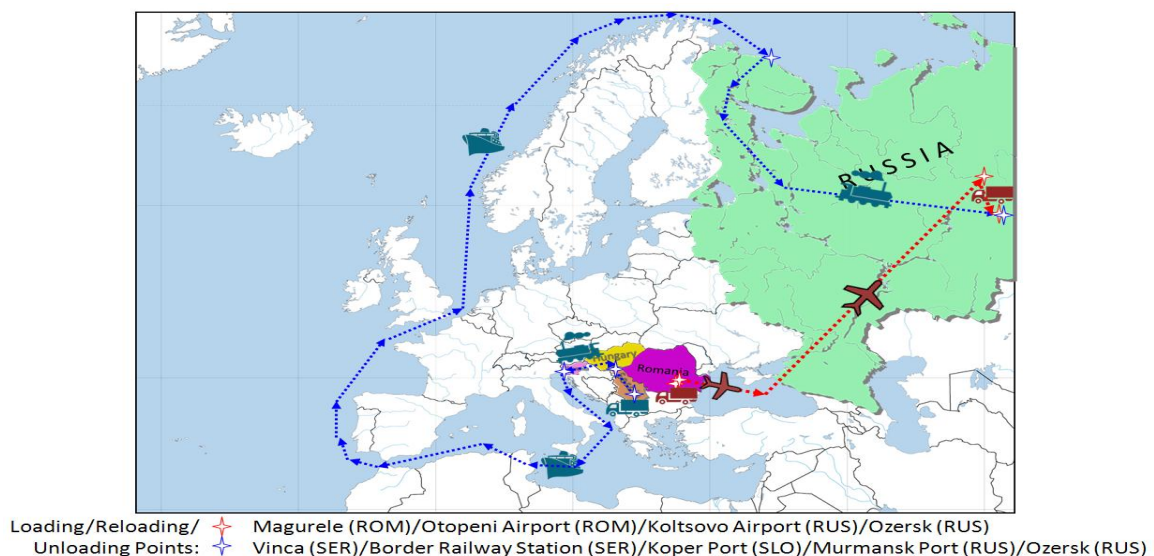 RUSSIA
Hungary
Romania
Loading/Reloading/ Magurele (ROM)/Otopeni Airport (ROM)/Koltsovo Airport (RUS)/Ozersk (RUS)
Unloading Points: Vinca (SER)/Border Railway Station (SER)/Koper Port (SLO)/Murmansk Port (RUS)/Ozersk (RUS)